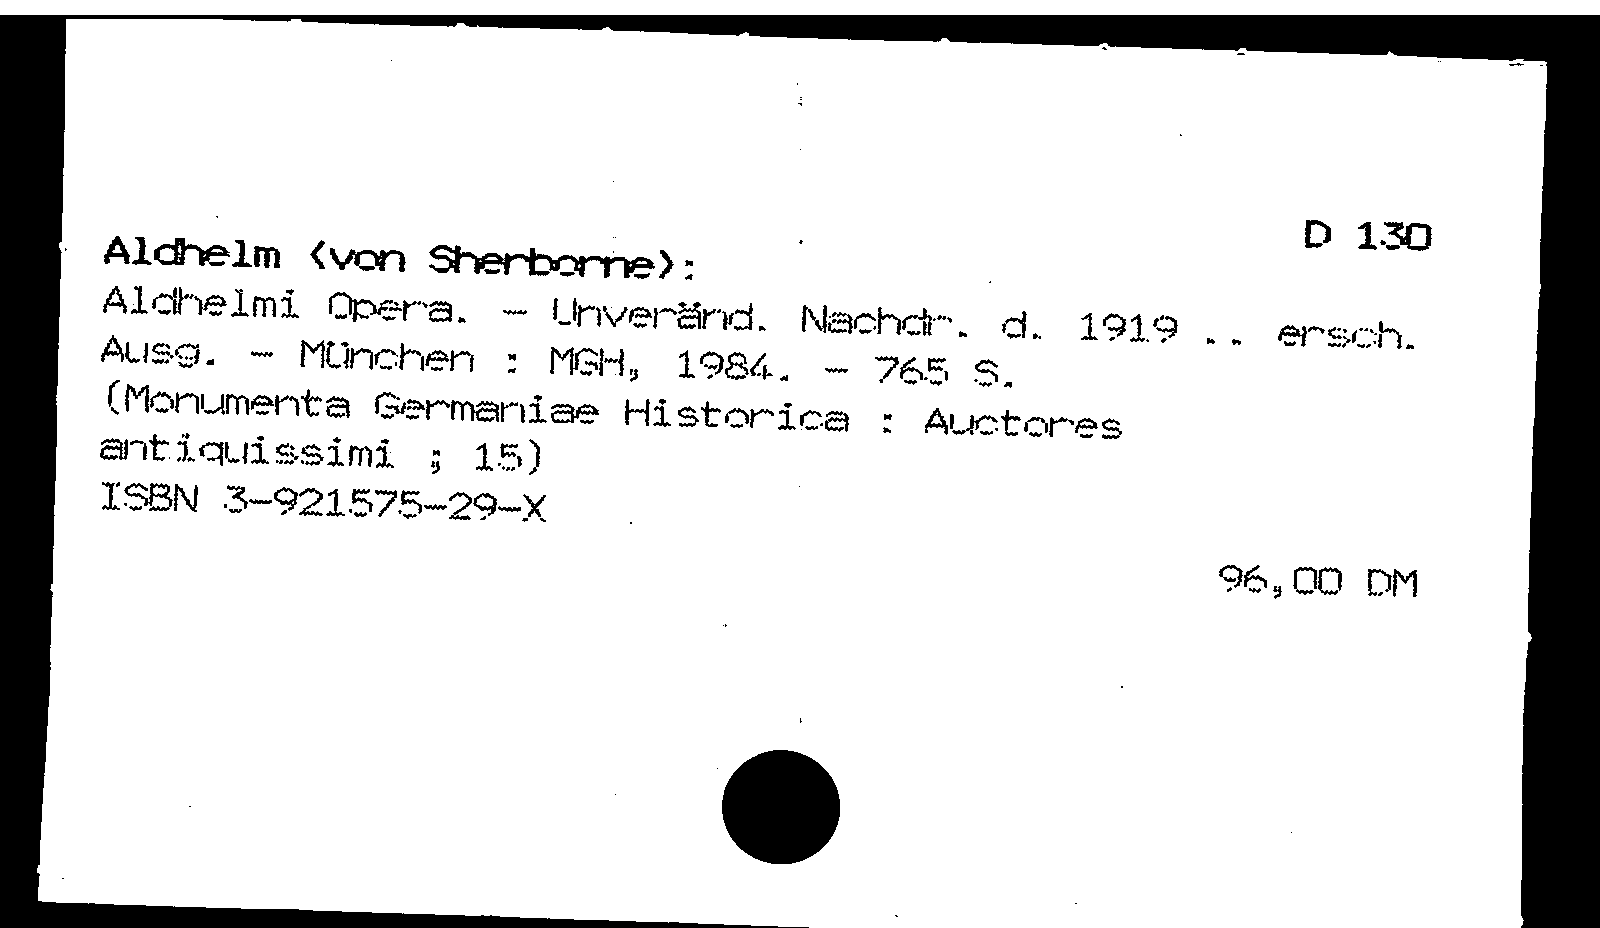 D 130
Aldhelm <von Sherborne>:
Aldhelmi Opera. - Unveränd. Nachdr. d. 1919 .. ersch.
Ausg. - München : MGH, 1984. - 765 S.
(Monumenta Germaniae Historica : Auctores
antiquissimi ; 15)
ISBN 3-921575-29-X
96,00 DM